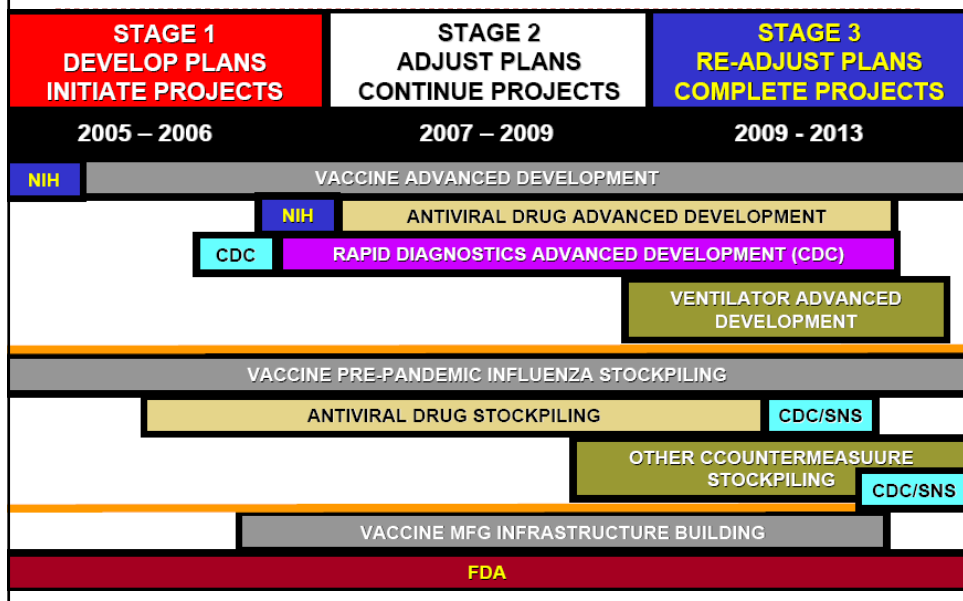 STAGE 1
DEVELOP PLANS
INITIATE PROJECTS
STAGE 2
ADJUST PLANS
CONTINUE PROJECTS
STAGE 3
RE-ADJUST PLANS
COMPLETE PROJECTS
2005 – 2006
2007 – 2009
2009 - 2013
NIH
VACCINE ADVANCED DEVELOPMENT
NIH
ANTIVIRAL DRUG ADVANCED DEVELOPMENT
CDC
RAPID DIAGNOSTICS ADVANCED DEVELOPMENT (CDC)
VENTILATOR ADVANCED
DEVELOPMENT
VACCINE PRE-PANDEMIC INFLUENZA STOCKPILING
ANTIVIRAL DRUG STOCKPILING
CDC/SNS
OTHER CCOUNTERMEASUURE
STOCKPILING
CDC/SNS
VACCINE MFG INFRASTRUCTURE BUILDING
FDA